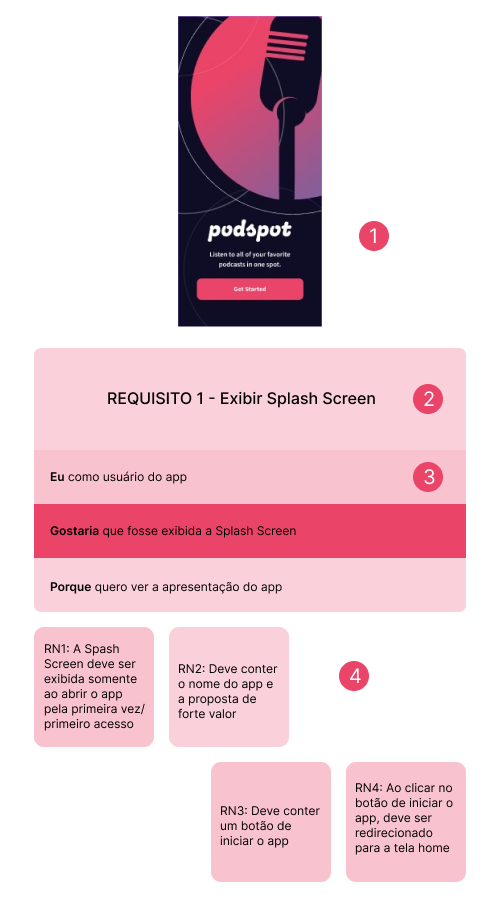 podspot
Listen to all of your favorite
podcasts in one spot.
Get Started
1
REQUISITO 1 - Exibir Splash Screen
2
Eu como usuário do app
3
Gostaria que fosse exibida a Splash Screen
Porque quero ver a apresentação do app
RN1: A Spash
Screen deve ser
exibida somente
ao abrir o app
pela primeira vez/
primeiro acesso
RN2: Deve conter
o nome do app e
a proposta de
forte valor
4
RN3: Deve conter
um botão de
iniciar o app
RN4: Ao clicar no
botão de iniciar o
app, deve ser
redirecionado
para a tela home